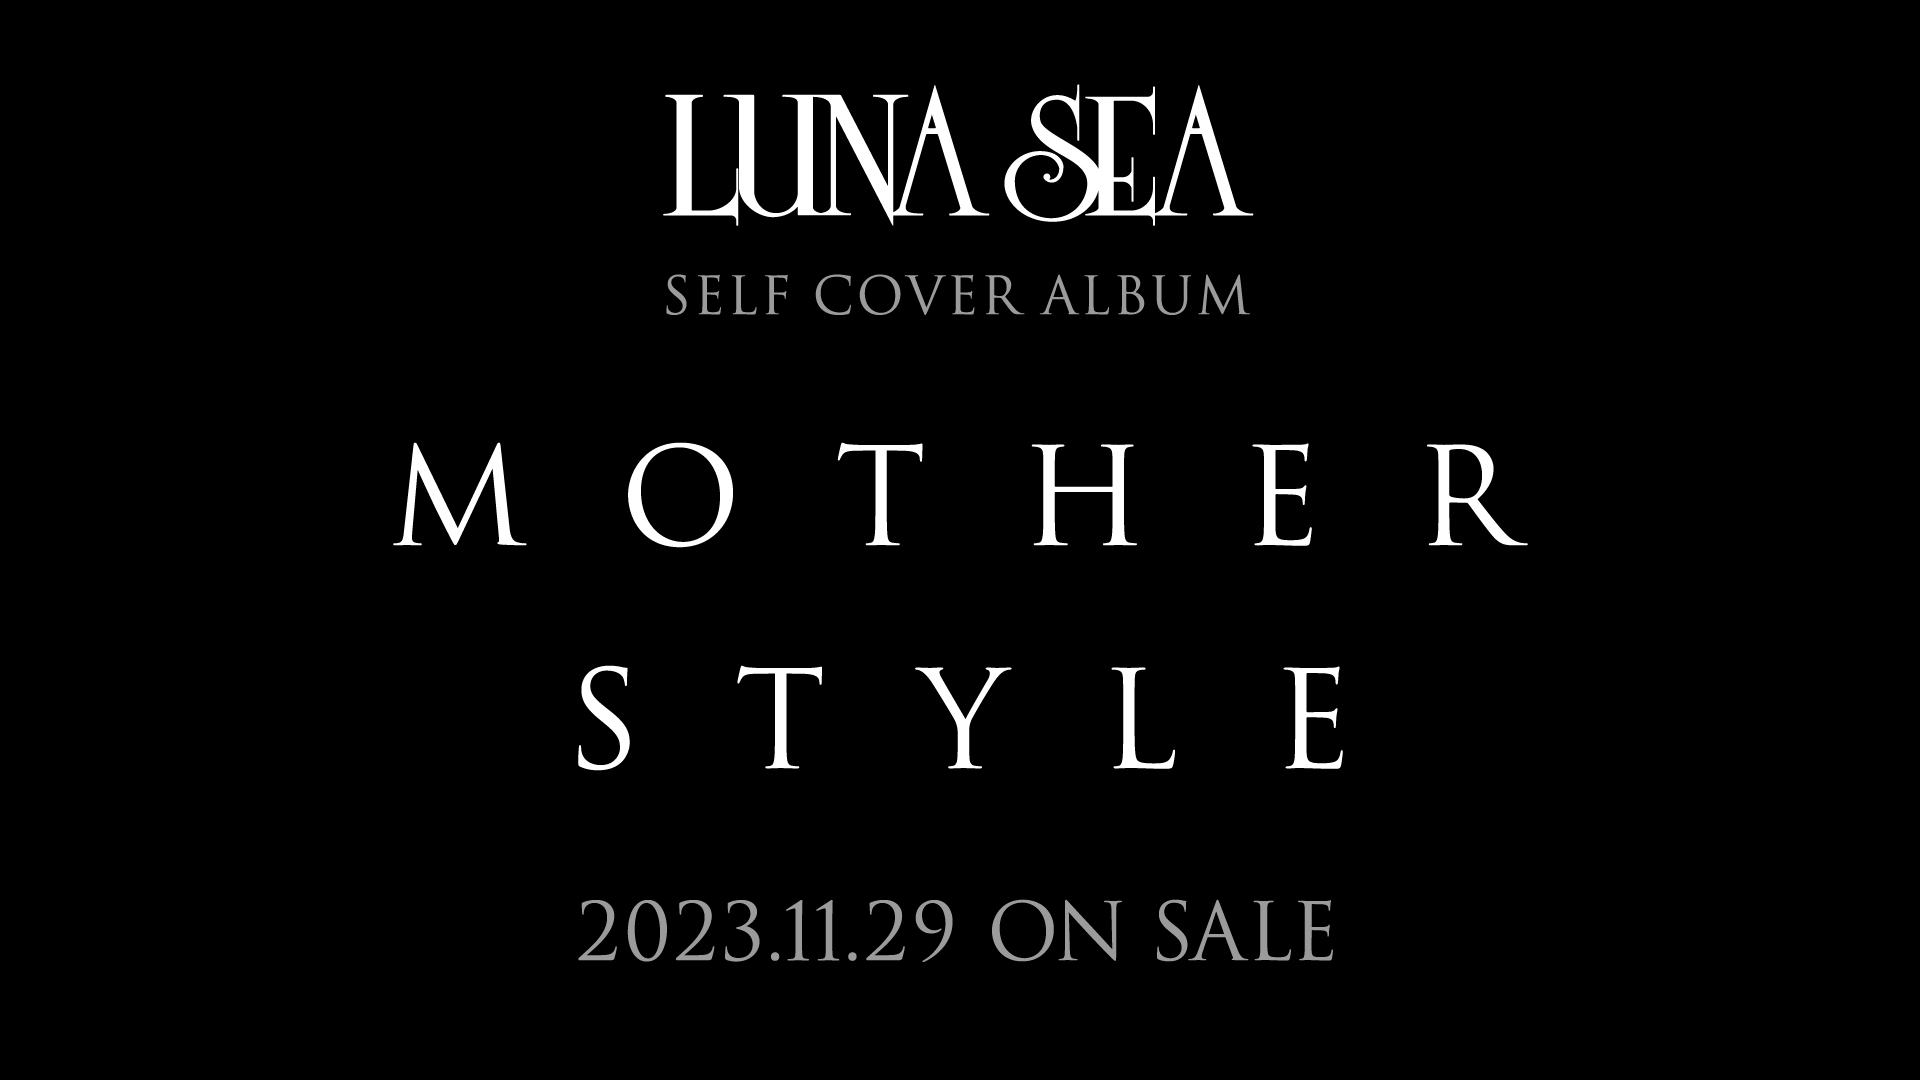 LUNA SEA
SELF COVER ALBUM
MOTHER
STYLE
2023.11.29 ON SALE